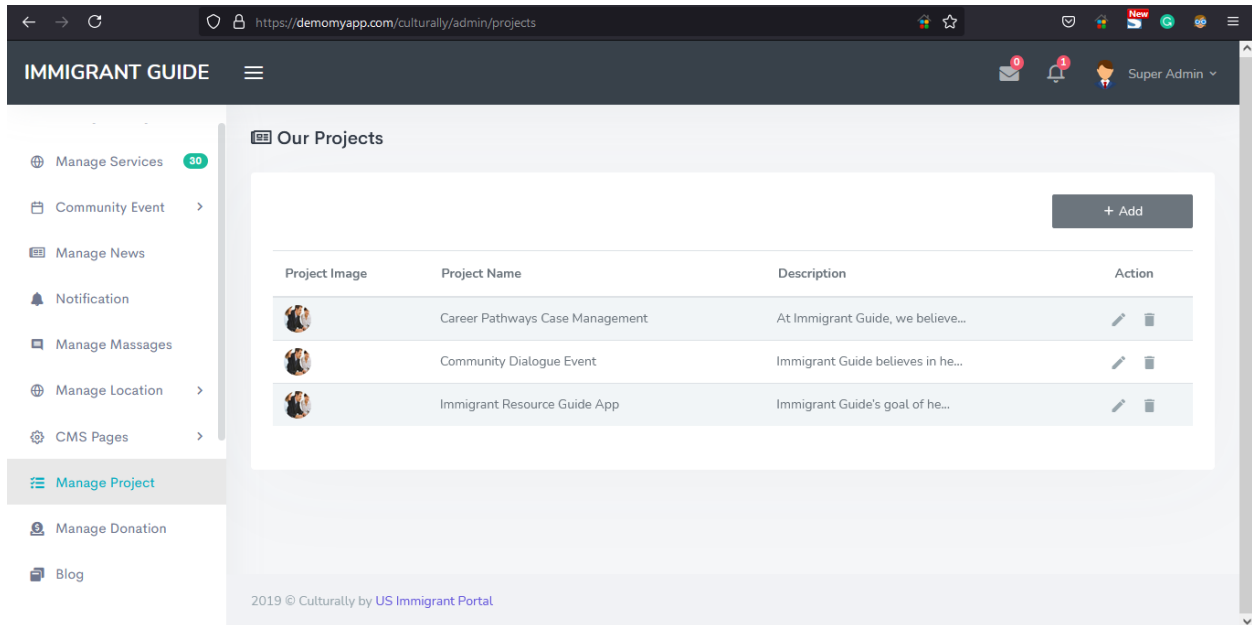 https://demomyapp.com/culturally/admin/projects
New
IMMIGRANT GUIDE
0
1
Super Admin
Manage Services 30
Community Event
Manage News
Notification
Manage Massages
Manage Location
CMS Pages
Manage Project
Manage Donation
Blog
Our Projects
+ Add
Project Image Project Name Description Action
Career Pathways Case Management At Immigrant Guide, we believe...
Community Dialogue Event Immigrant Guide believes in he...
Immigrant Resource Guide App Immigrant Guide's goal of he...
2019 © Culturally by US Immigrant Portal